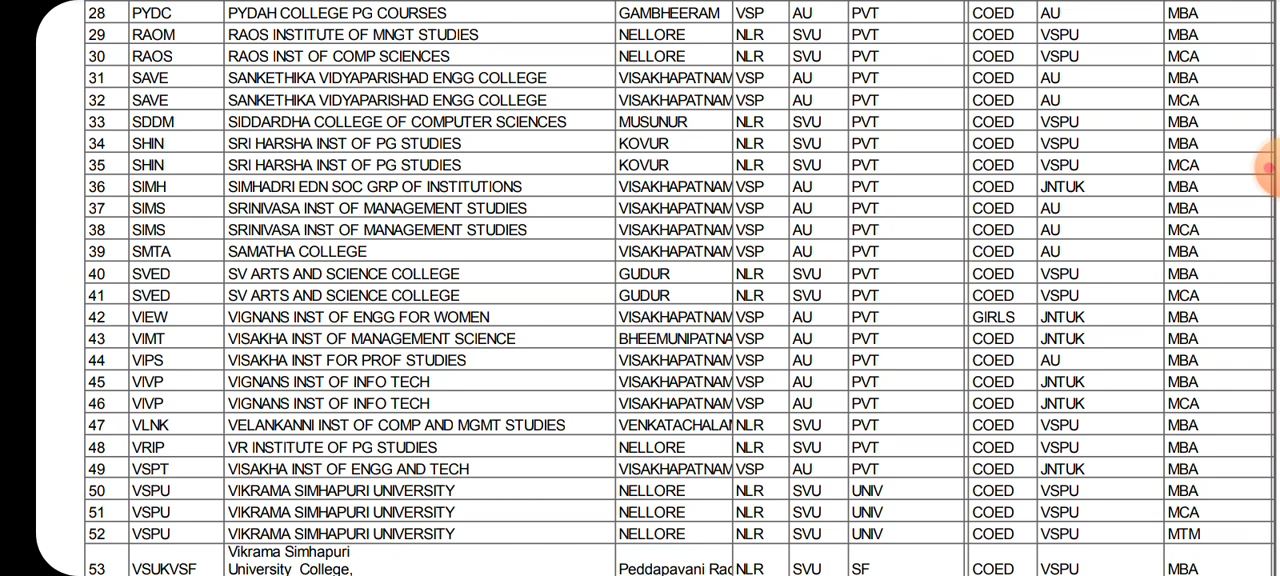 28 PYDC PYDAH COLLEGE PG COURSES GAMBHEERAM VSP AU PVT COED AU MBA
29 RAOM RAOS INSTITUTE OF MNGT STUDIES NELLORE NLR SVU PVT COED VSPU MBA
30 RAOS RAOS INST OF COMP SCIENCES NELLORE NLR SVU PVT COED VSPU MCA
31 SAVE SANKETHIKA VIDYAPARISHAD ENGG COLLEGE VISAKHAPATNAM VSP AU PVT COED AU MBA
32 SAVE SANKETHIKA VIDYAPARISHAD ENGG COLLEGE VISAKHAPATNAM VSP AU PVT COED AU MCA
33 SDDM SIDDARDHA COLLEGE OF COMPUTER SCIENCES MUSUNUR NLR SVU PVT COED VSPU MBA
34 SHIN SRI HARSHA INST OF PG STUDIES KOVUR NLR SVU PVT COED VSPU MBA
35 SHIN SRI HARSHA INST OF PG STUDIES KOVUR NLR SVU PVT COED VSPU MCA
36 SIMH SIMHADRI EDN SOC GRP OF INSTITUTIONS VISAKHAPATNAM VSP AU PVT COED JNTUK MBA
37 SIMS SRINIVASA INST OF MANAGEMENT STUDIES VISAKHAPATNAM VSP AU PVT COED AU MBA
38 SIMS SRINIVASA INST OF MANAGEMENT STUDIES VISAKHAPATNAM VSP AU PVT COED AU MCA
39 SMTA SAMATHA COLLEGE VISAKHAPATNAM VSP AU PVT COED AU MBA
40 SVED SV ARTS AND SCIENCE COLLEGE GUDUR NLR SVU PVT COED VSPU MBA
41 SVED SV ARTS AND SCIENCE COLLEGE GUDUR NLR SVU PVT COED VSPU MCA
42 VIEW VIGNANS INST OF ENGG FOR WOMEN VISAKHAPATNAM VSP AU PVT GIRLS JNTUK MBA
43 VIMT VISAKHA INST OF MANAGEMENT SCIENCE BHEEMUNIPATNA VSP AU PVT COED JNTUK MBA
44 VIPS VISAKHA INST FOR PROF STUDIES VISAKHAPATNAM VSP AU PVT COED AU MBA
45 VIVP VIGNANS INST OF INFO TECH VISAKHAPATNAM VSP AU PVT COED JNTUK MBA
46 VIVP VIGNANS INST OF INFO TECH VISAKHAPATNAM VSP AU PVT COED JNTUK MCA
47 VLNK VELANKANNI INST OF COMP AND MGMT STUDIES VENKATACHALAM NLR SVU PVT COED VSPU MBA
48 VRIP VR INSTITUTE OF PG STUDIES NELLORE NLR SVU PVT COED VSPU MBA
49 VSPT VISAKHA INST OF ENGG AND TECH VISAKHAPATNAM VSP AU PVT COED JNTUK MBA
50 VSPU VIKRAMA SIMHAPURI UNIVERSITY NELLORE NLR SVU UNIV COED VSPU MBA
51 VSPU VIKRAMA SIMHAPURI UNIVERSITY NELLORE NLR SVU UNIV COED VSPU MCA
52 VSPU VIKRAMA SIMHAPURI UNIVERSITY NELLORE NLR SVU UNIV COED VSPU MTM
Vikrama Simhapuri
53 VSUKVSF University College, Peddapavani NLR SVU SF COED VSPU MBA